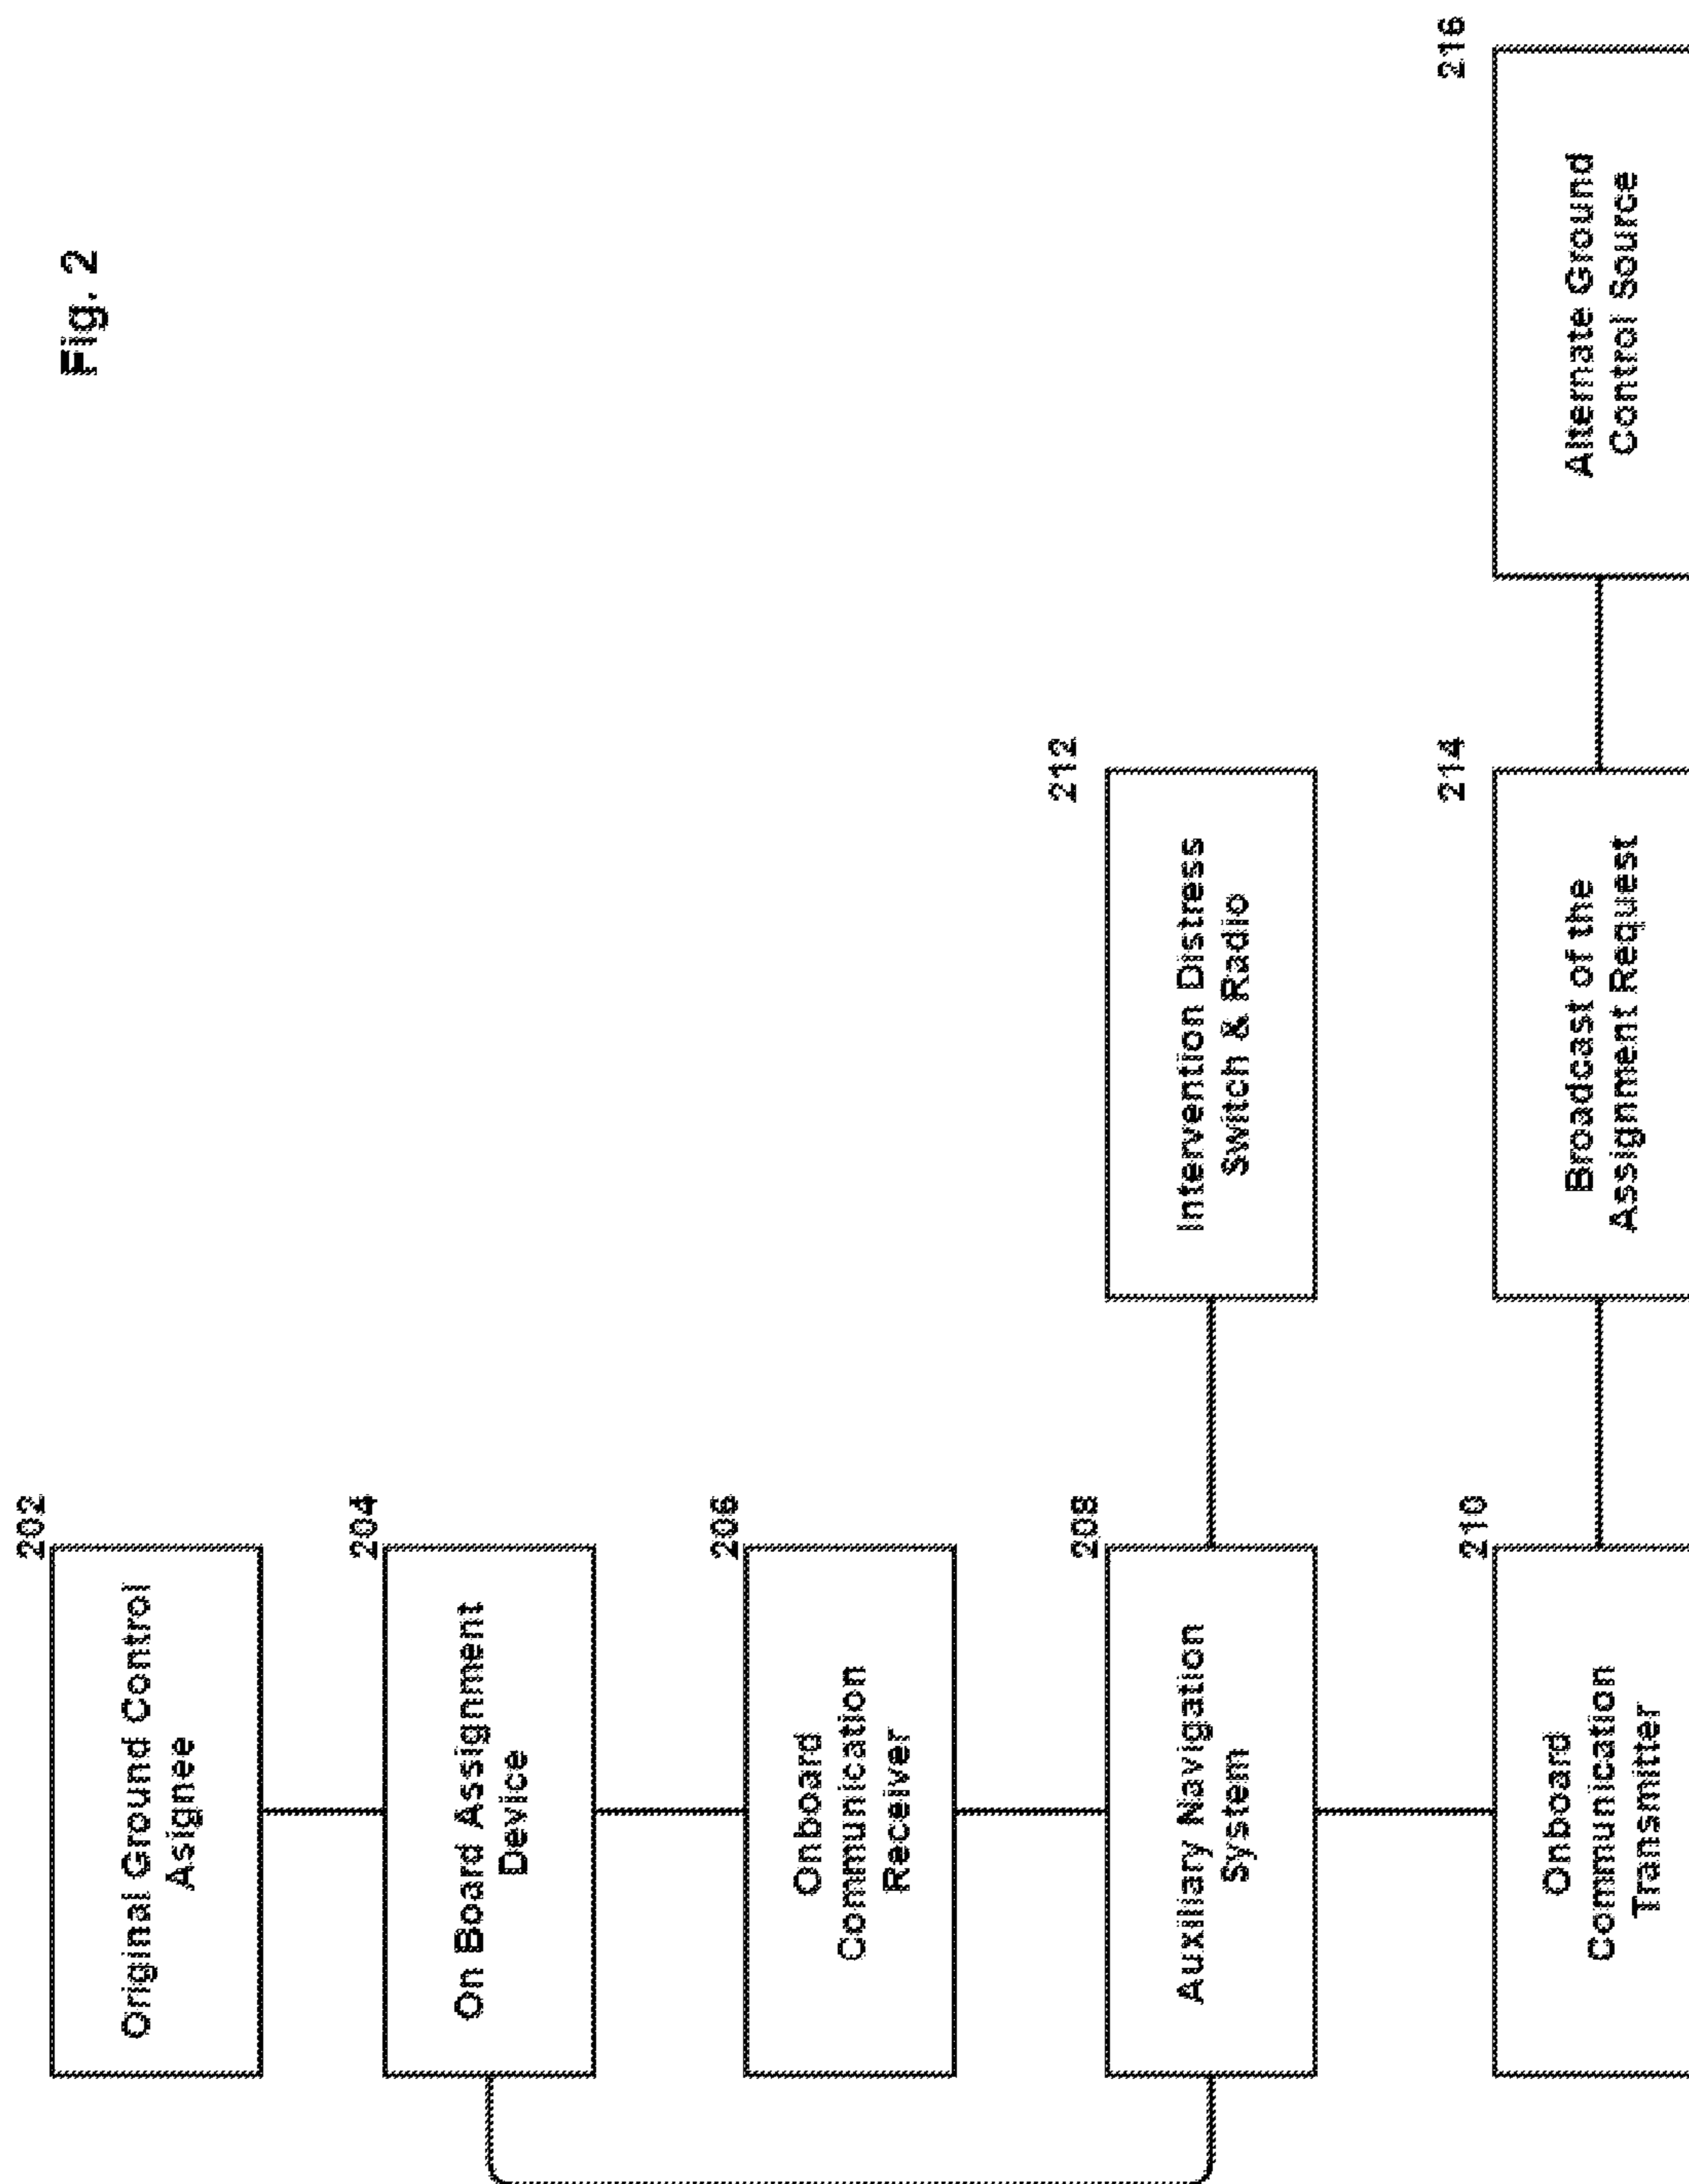 Fig. 2
202
Original Ground Control
Asignee
204
On Board Assignment
Device
206
Onboard
Communication
Receiver
208
Auxiliary Navigation
System
212
Intervention Distress
Switch & Radio
210
Onboard
Communication
Transmitter
214
Broadcast of the
Assignment Request
216
Alternate Ground
Control Source